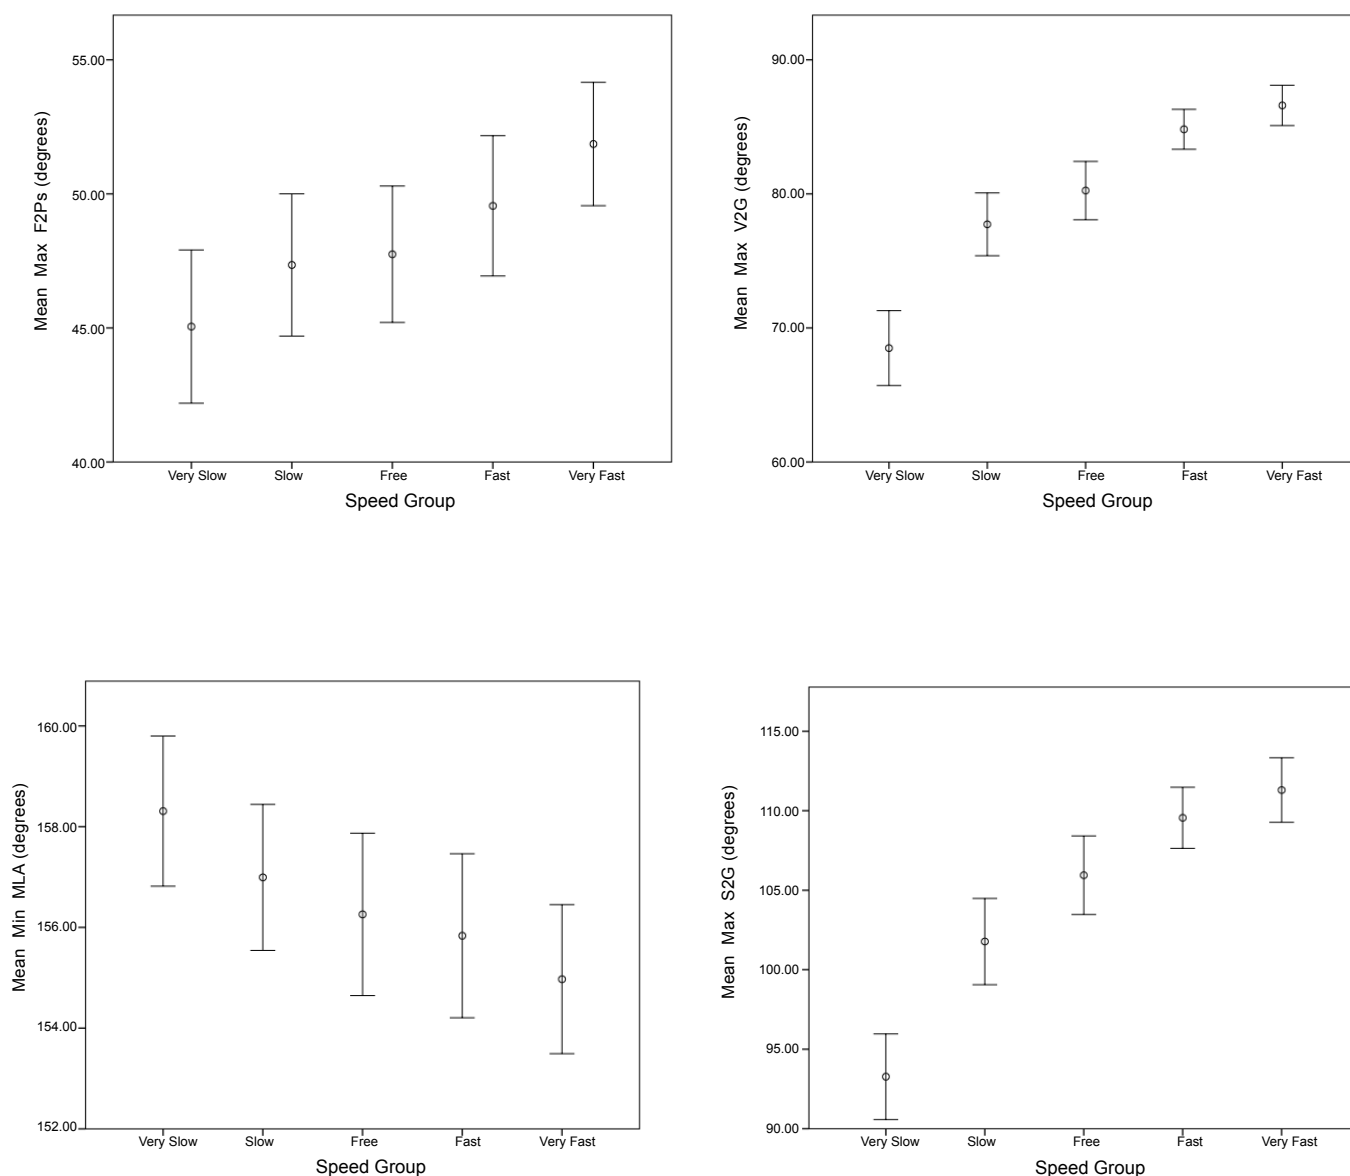 Mean Max F2Ps (degrees)
55.00
50.00
45.00
40.00
Very Slow Slow Free Fast Very Fast
Speed Group
Mean Max V2G (degrees)
90.00
80.00
70.00
60.00
Very Slow Slow Free Fast Very Fast
Speed Group
Mean Min MLA (degrees)
160.00
158.00
156.00
154.00
152.00
Very Slow Slow Free Fast Very Fast
Speed Group
Mean Max S2G (degrees)
115.00
110.00
105.00
100.00
95.00
90.00
Very Slow Slow Free Fast Very Fast
Speed Group